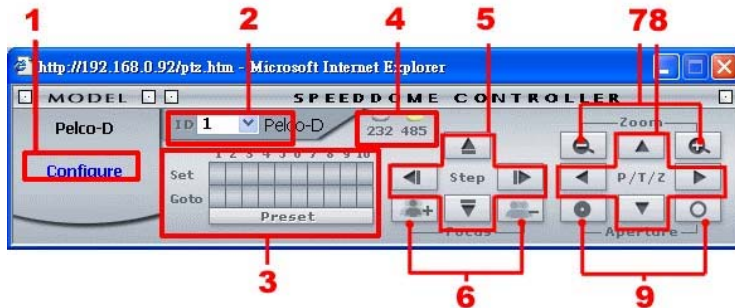 1 2 4 5 78
http://192.168.0.92/ptz.htm - Microsoft Internet Explorer
MODEL SPEEDDOME CONTROLLER
Pelco-D ID 1 Pelco-D 232 485 Zoom
Configure 1 2 3 4 5 6 7 8 9 10
Set Step P/T/Z
Goto
Preset Focus Aperture
3 6 9